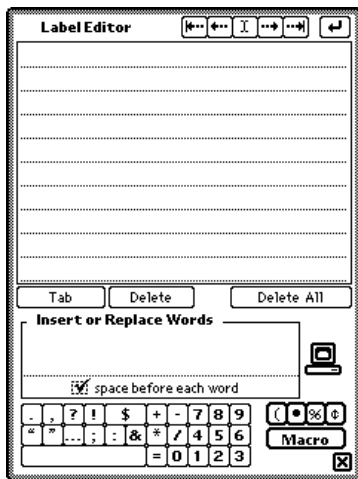 Label Editor
Tab Delete Delete All
Insert or Replace Words
space before each word
. , ? ! $ + - 7 8 9 ( • % ¢
“ ” ... ; : & * / 4 5 6 Macro
= 0 1 2 3